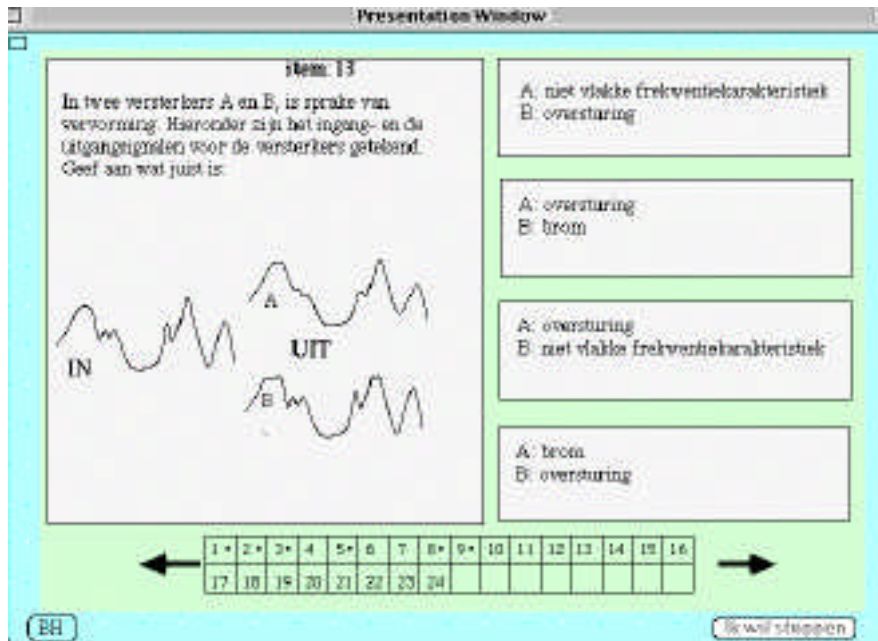 Presentation Window
item: 13
In twee versterkers A en B, is sprake van
vervorming. Hieronder zijn het ingang- en de
uitgangsignalen voor de versterkers getekend.
Geef aan wat juist is:
IN
A
UIT
B
A: niet vlakke frekwentiekarakteristiek
B: oversturing
A: oversturing
B: brom
A: oversturing
B: niet vlakke frekwentiekarakteristiek
A: brom
B: oversturing
1 • 2 • 3 • 4 5 • 6 7 8 • 9 • 10 11 12 13 14 15 16
17 18 19 20 21 22 23 24
BH
Ik wil stoppen